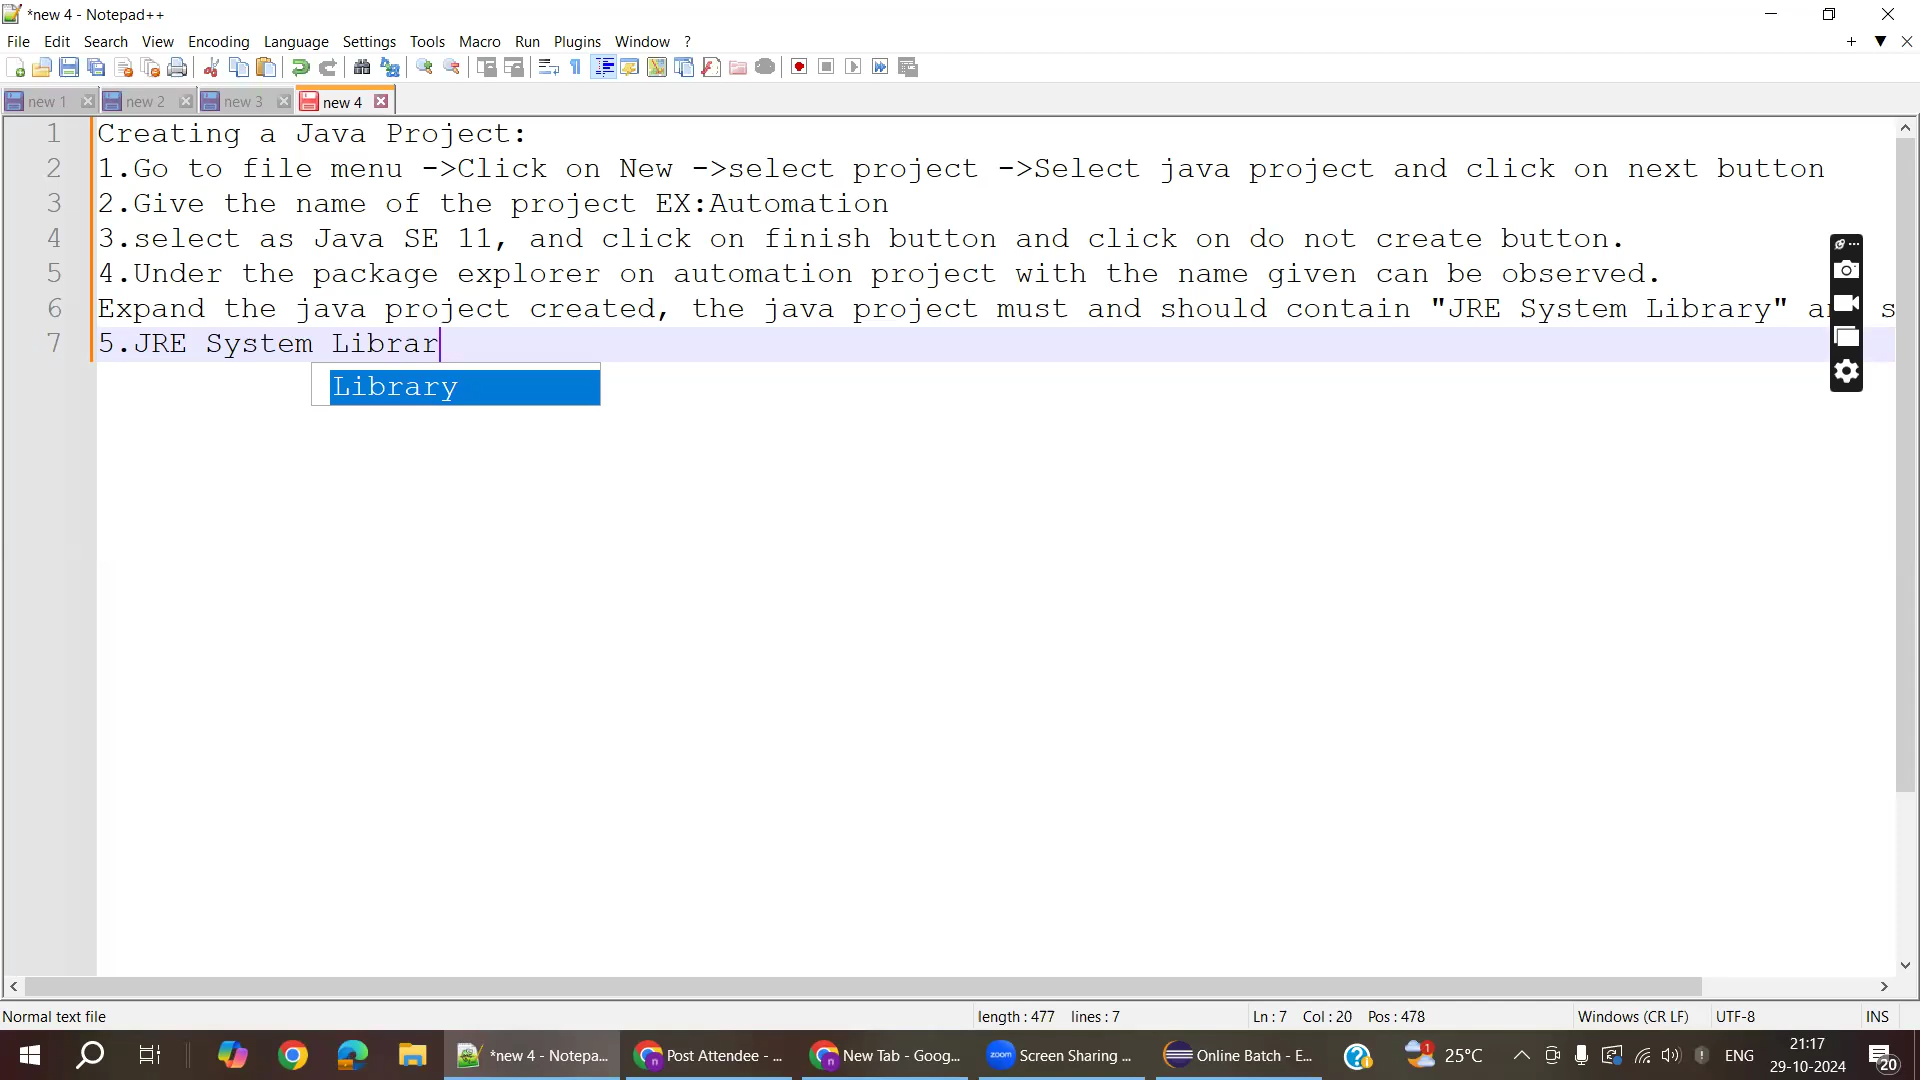 *new 4 - Notepad++
File Edit Search View Encoding Language Settings Tools Macro Run Plugins Window ?
new 1 new 2 new 3 new 4
1 Creating a Java Project:
2 1.Go to file menu ->Click on New ->select project ->Select java project and click on next button
3 2.Give the name of the project EX:Automation
4 3.select as Java SE 11, and click on finish button and click on do not create button.
5 4.Under the package explorer on automation project with the name given can be observed.
6 Expand the java project created, the java project must and should contain "JRE System Library" an s
7 5.JRE System Librar
Library
Normal text file length : 477 lines : 7 Ln : 7 Col : 20 Pos : 478 Windows (CR LF) UTF-8 INS
*new 4 - Notepa... Post Attendee - ... New Tab - Goog... zoom Screen Sharing ... Online Batch - E... 1 25°C ENG 21:17
29-10-2024 20